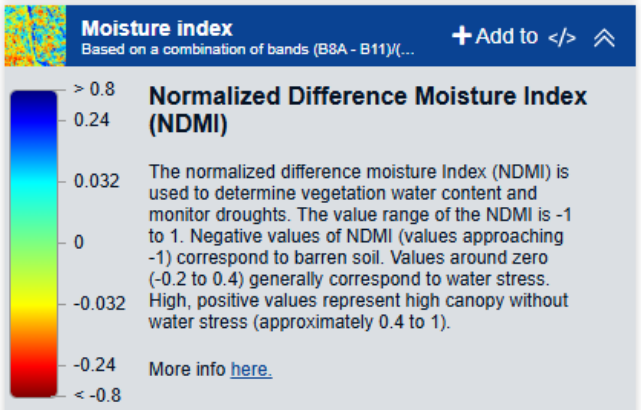 Moisture index
Based on a combination of bands (B8A - B11)/(...
+ Add to </>
> 0.8
0.24
0.032
0
-0.032
-0.24
< -0.8
Normalized Difference Moisture Index
(NDMI)
The normalized difference moisture Index (NDMI) is
used to determine vegetation water content and
monitor droughts. The value range of the NDMI is -1
to 1. Negative values of NDMI (values approaching
-1) correspond to barren soil. Values around zero
(-0.2 to 0.4) generally correspond to water stress.
High, positive values represent high canopy without
water stress (approximately 0.4 to 1).
More info here.